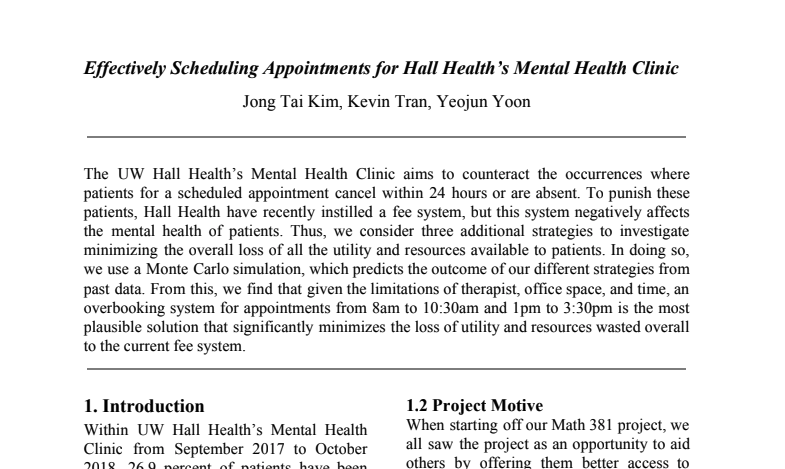 Effectively Scheduling Appointments for Hall Health's Mental Health Clinic
Jong Tai Kim, Kevin Tran, Yeojun Yoon
The UW Hall Health's Mental Health Clinic aims to counteract the occurrences where
patients for a scheduled appointment cancel within 24 hours or are absent. To punish these
patients, Hall Health have recently instilled a fee system, but this system negatively affects
the mental health of patients. Thus, we consider three additional strategies to investigate
minimizing the overall loss of all the utility and resources available to patients. In doing so,
we use a Monte Carlo simulation, which predicts the outcome of our different strategies from
past data. From this, we find that given the limitations of therapist, office space, and time, an
overbooking system for appointments from 8am to 10:30am and 1pm to 3:30pm is the most
plausible solution that significantly minimizes the loss of utility and resources wasted overall
to the current fee system.
1. Introduction
Within UW Hall Health's Mental Health
Clinic from September 2017 to October
2018, 26.9 percent of patients have been
1.2 Project Motive
When starting off our Math 381 project, we
all saw the project as an opportunity to aid
others by offering them better access to